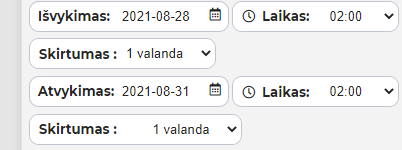 Išvykimas: 2021-08-28 Laikas: 02:00
Skirtumas : 1 valanda
Atvykimas: 2021-08-31 Laikas: 02:00
Skirtumas : 1 valanda